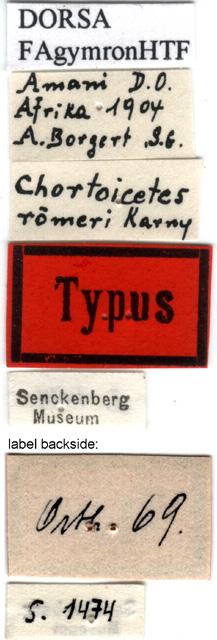 DORSA
FAgymronHTF
Amani D.O.
Afrika 1904
A. Borgert S.G.
Chortoicetes
römeri Karny
Typus
Senckenberg
Museum
label backside:
Orth. 69.
S. 1474